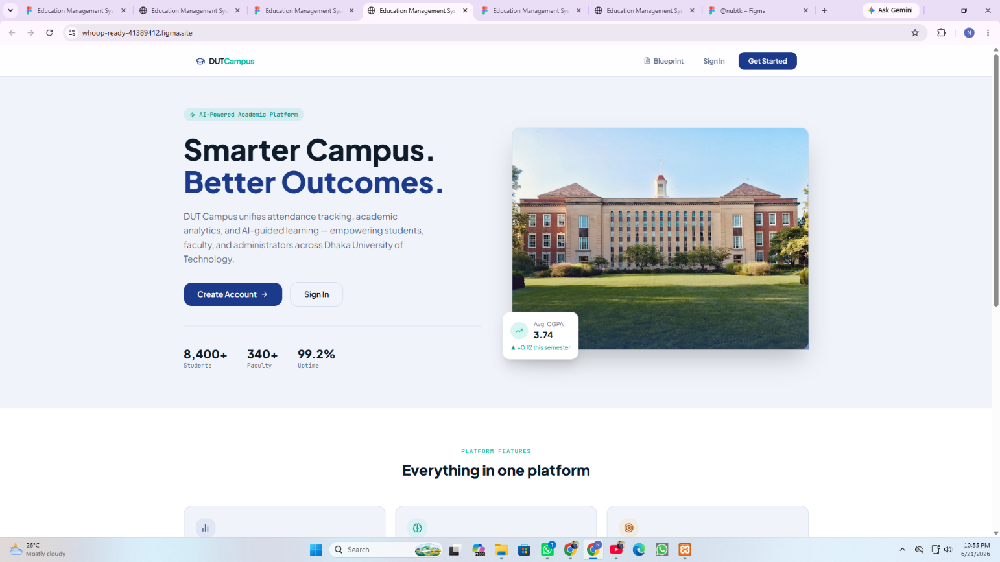 Education Management Sys
Education Management Sys
Education Management Sys
Education Management Sys
Education Management Sys
Education Management Sys
@nubtk – Figma
Ask Gemini
whoop-ready-41389412.figma.site
N
DUTCampus
Blueprint
Sign In
Get Started
AI-Powered Academic Platform
Smarter Campus.
Better Outcomes.
DUT Campus unifies attendance tracking, academic
analytics, and AI-guided learning — empowering students,
faculty, and administrators across Dhaka University of
Technology.
Create Account →
Sign In
Avg. CGPA
3.74
▲ +0.12 this semester
8,400+
Students
340+
Faculty
99.2%
Uptime
PLATFORM FEATURES
Everything in one platform
26°C
Mostly cloudy
Search
M365
1
N
10:55 PM
6/21/2026